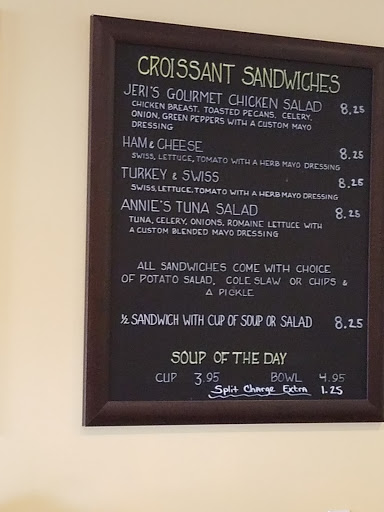 CROISSANT SANDWICHES
JERI'S GOURMET CHICKEN SALAD 8.25
CHICKEN BREAST, TOASTED PECANS, CELERY,
ONION, GREEN PEPPERS WITH A CUSTOM MAYO
DRESSING
HAM & CHEESE 8.25
SWISS, LETTUCE, TOMATO WITH A HERB MAYO DRESSING
TURKEY & SWISS 8.25
SWISS, LETTUCE, TOMATO WITH A HERB MAYO DRESSING
ANNIE'S TUNA SALAD 8.25
TUNA, CELERY, ONIONS, ROMAINE LETTUCE WITH
A CUSTOM BLENDED MAYO DRESSING
ALL SANDWICHES COME WITH CHOICE
OF POTATO SALAD, COLE SLAW OR CHIPS &
A PICKLE
½ SANDWICH WITH CUP OF SOUP OR SALAD 8.25
SOUP OF THE DAY
CUP 3.95 BOWL 4.95
Split Charge Extra 1.25